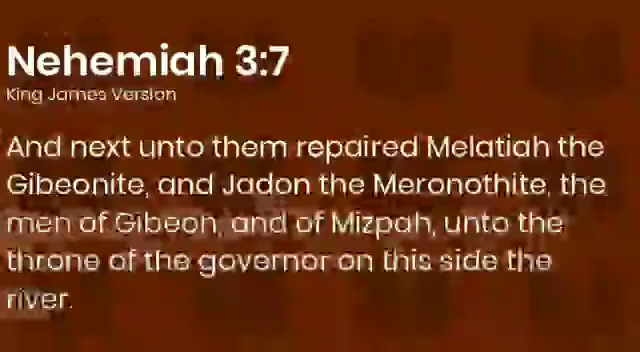 Nehemiah 3:7
King James Version
And next unto them repaired Melatiah the
Gibeonite, and Jadon the Meronothite, the
men of Gibeon, and of Mizpah, unto the
throne of the governor on this side the
river.